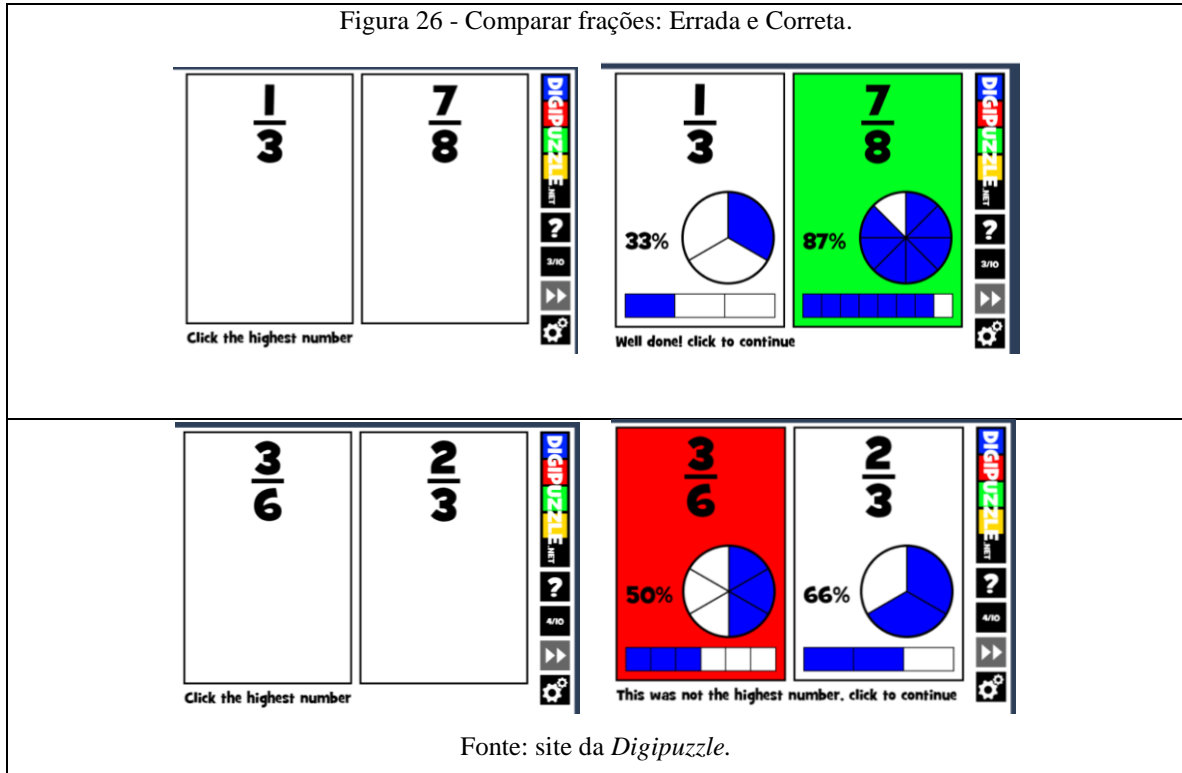 Figura 26 - Comparar frações: Errada e Correta.
1/3 7/8
DIGIPUZZLE.NET
?
3/10
Click the highest number
1/3 7/8
33% 87%
DIGIPUZZLE.NET
?
3/10
Well done! click to continue
3/6 2/3
DIGIPUZZLE.NET
?
4/10
Click the highest number
3/6 2/3
50% 66%
DIGIPUZZLE.NET
?
4/10
This was not the highest number, click to continue
Fonte: site da Digipuzzle.